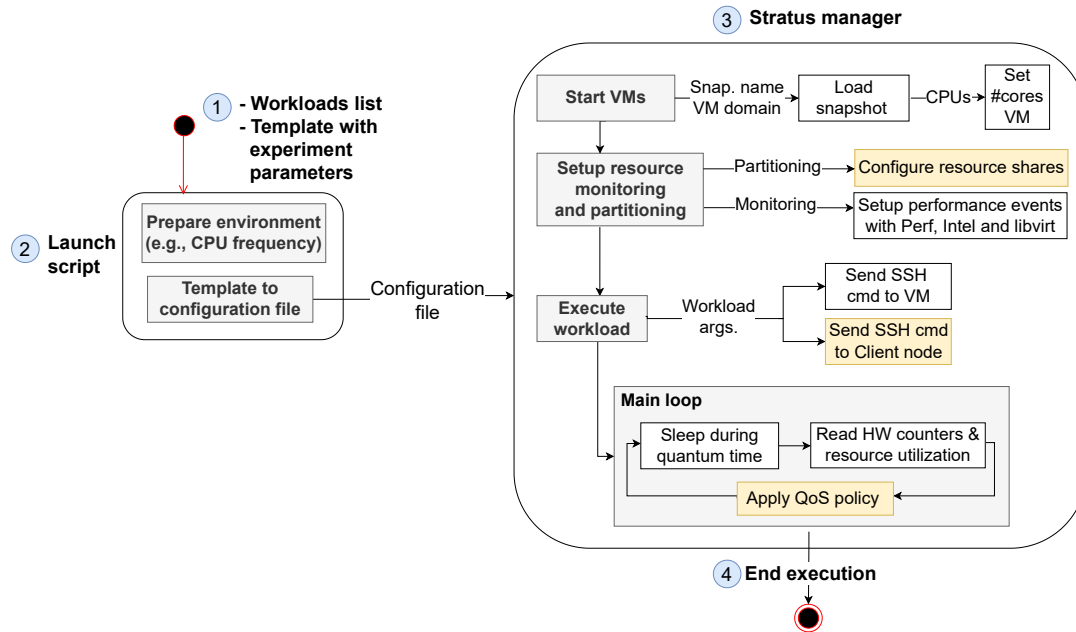 3 Stratus manager
1 - Workloads list
- Template with
experiment
parameters
2 Launch
script
Prepare environment
(e.g., CPU frequency)
Template to
configuration file
Configuration
file
Start VMs
Snap. name
VM domain
Load
snapshot
CPUs
Set
#cores
VM
Setup resource
monitoring
and partitioning
Partitioning
Configure resource shares
Monitoring
Setup performance events
with Perf, Intel and libvirt
Execute
workload
Workload
args.
Send SSH
cmd to VM
Send SSH cmd
to Client node
Main loop
Sleep during
quantum time
Read HW counters &
resource utilization
Apply QoS policy
4 End execution